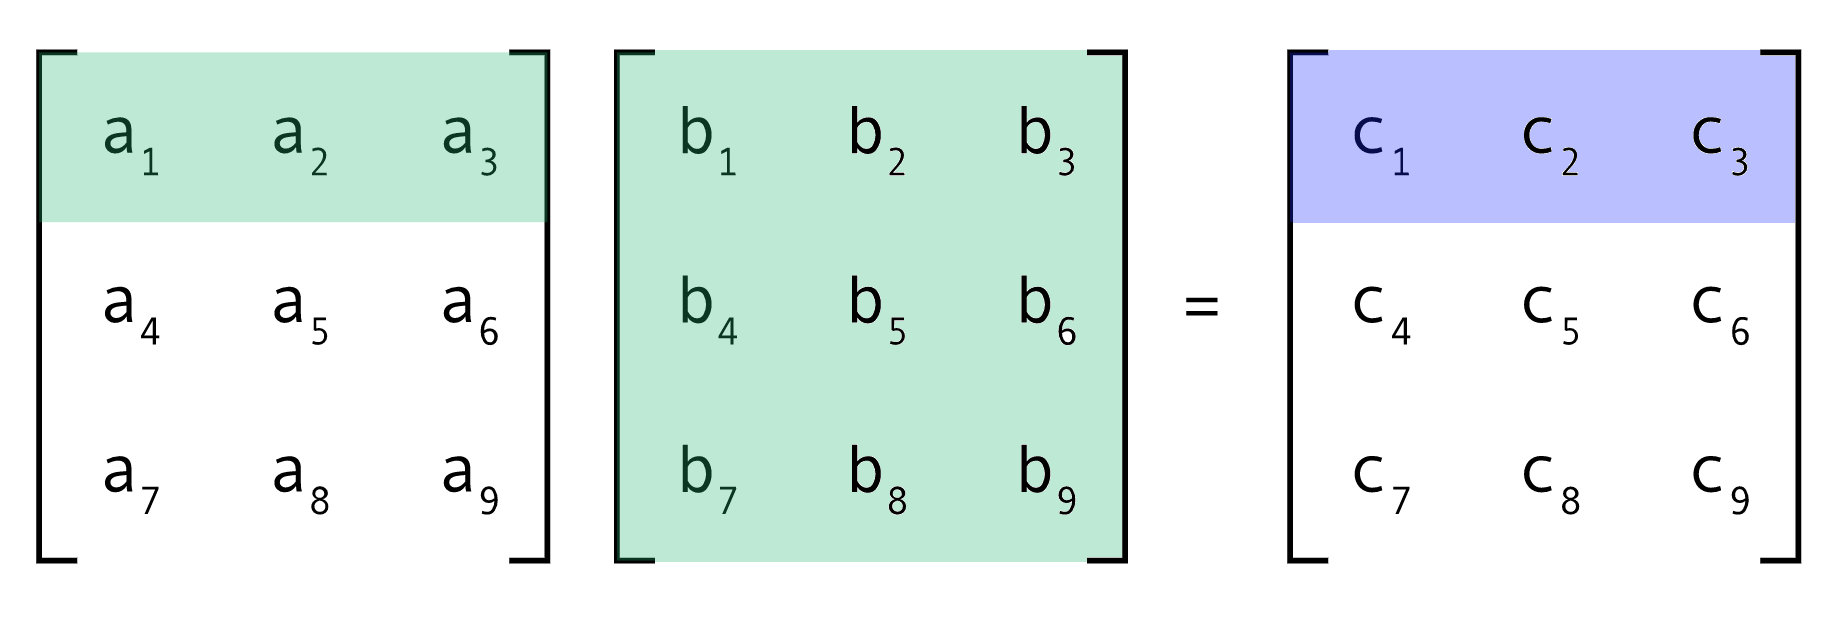 a₁ a₂ a₃ b₁ b₂ b₃ c₁ c₂ c₃
a₄ a₅ a₆ b₄ b₅ b₆ = c₄ c₅ c₆
a₇ a₈ a₉ b₇ b₈ b₉ c₇ c₈ c₉